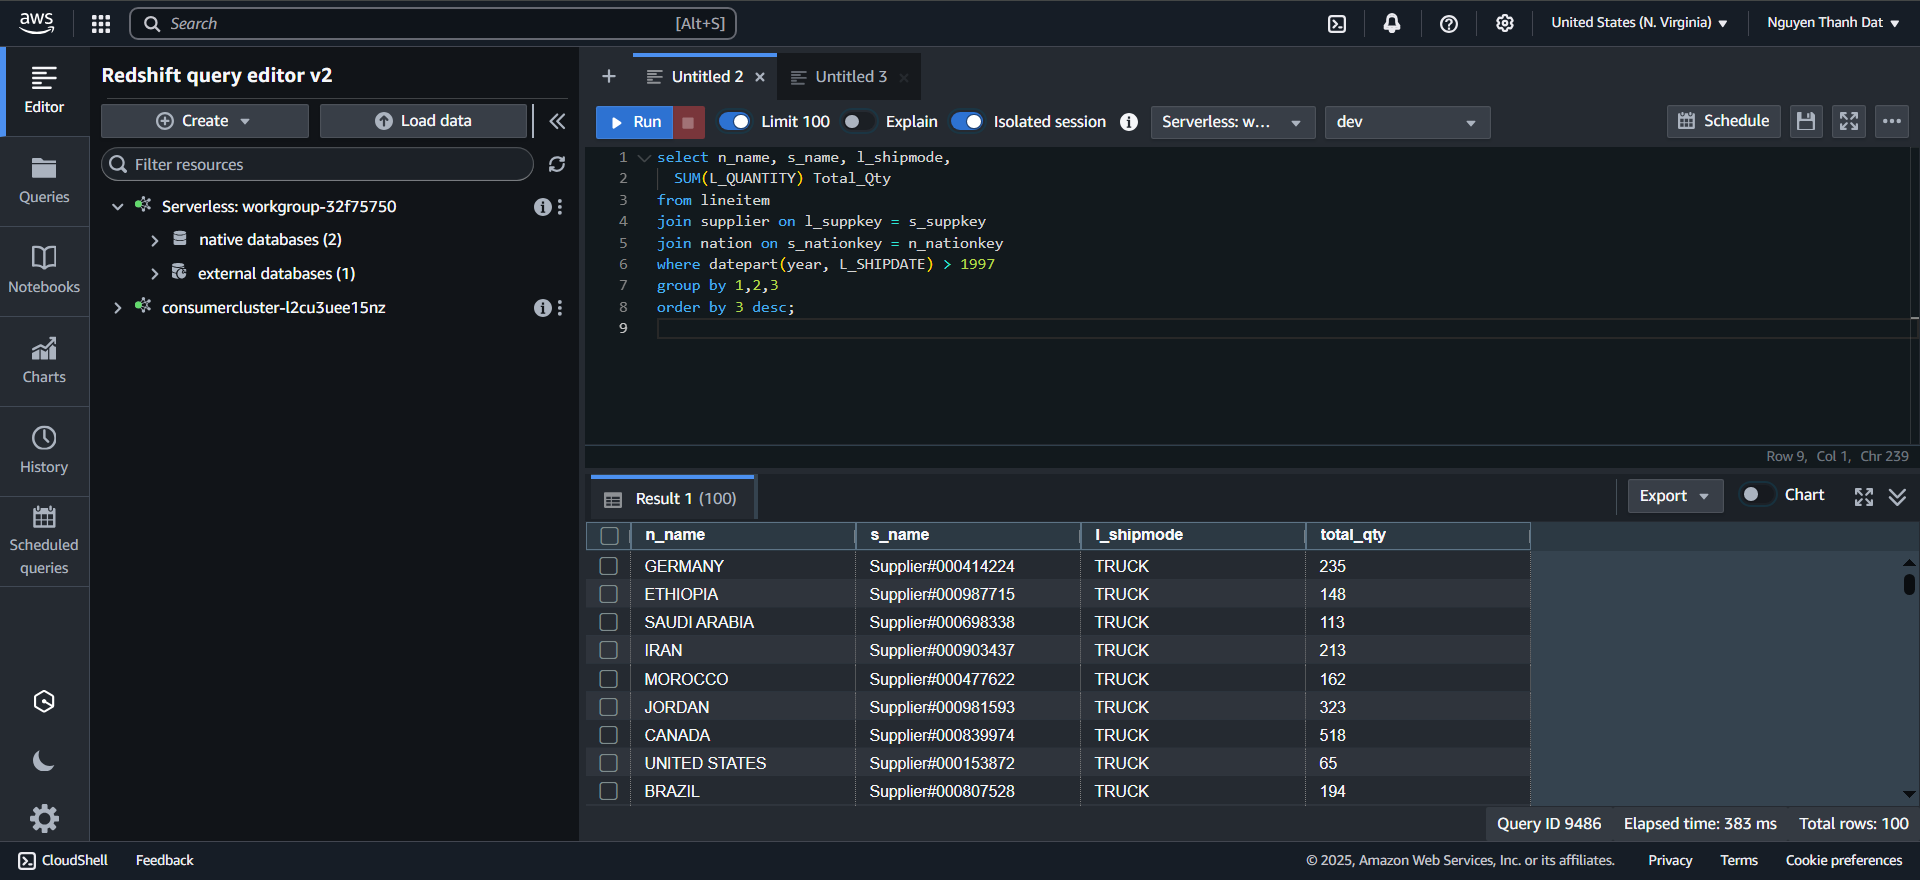 aws
Search [Alt+S]
United States (N. Virginia)
Nguyen Thanh Dat
Editor
Queries
Notebooks
Charts
History
Scheduled
queries
Redshift query editor v2
Create
Load data
Filter resources
Serverless: workgroup-32f75750
native databases (2)
external databases (1)
consumercluster-l2cu3uee15nz
Untitled 2
Untitled 3
Run
Limit 100
Explain
Isolated session
Serverless: w...
dev
Schedule
1 select n_name, s_name, l_shipmode,
2 SUM(L_QUANTITY) Total_Qty
3 from lineitem
4 join supplier on l_suppkey = s_suppkey
5 join nation on s_nationkey = n_nationkey
6 where datepart(year, L_SHIPDATE) > 1997
7 group by 1,2,3
8 order by 3 desc;
9
Row 9, Col 1, Chr 239
Result 1 (100)
Export
Chart
n_name s_name l_shipmode total_qty
GERMANY Supplier#000414224 TRUCK 235
ETHIOPIA Supplier#000987715 TRUCK 148
SAUDI ARABIA Supplier#000698338 TRUCK 113
IRAN Supplier#000903437 TRUCK 213
MOROCCO Supplier#000477622 TRUCK 162
JORDAN Supplier#000981593 TRUCK 323
CANADA Supplier#000839974 TRUCK 518
UNITED STATES Supplier#000153872 TRUCK 65
BRAZIL Supplier#000807528 TRUCK 194
Query ID 9486 Elapsed time: 383 ms Total rows: 100
CloudShell
Feedback
© 2025, Amazon Web Services, Inc. or its affiliates.
Privacy
Terms
Cookie preferences